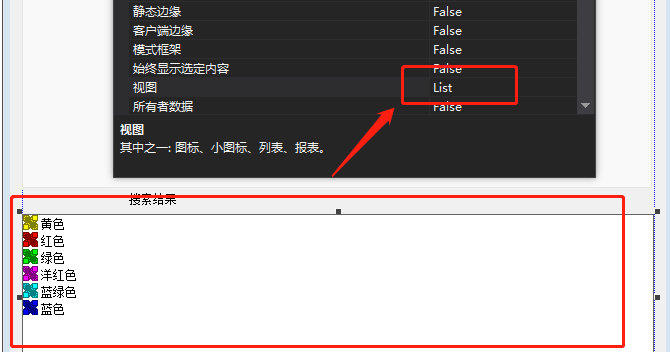 静态边缘 False
客户端边缘 False
模式框架 False
始终显示选定内容 False
视图 List
所有者数据 False
视图
其中之一: 图标、小图标、列表、报表。
搜索结果
黄色
红色
绿色
洋红色
蓝绿色
蓝色